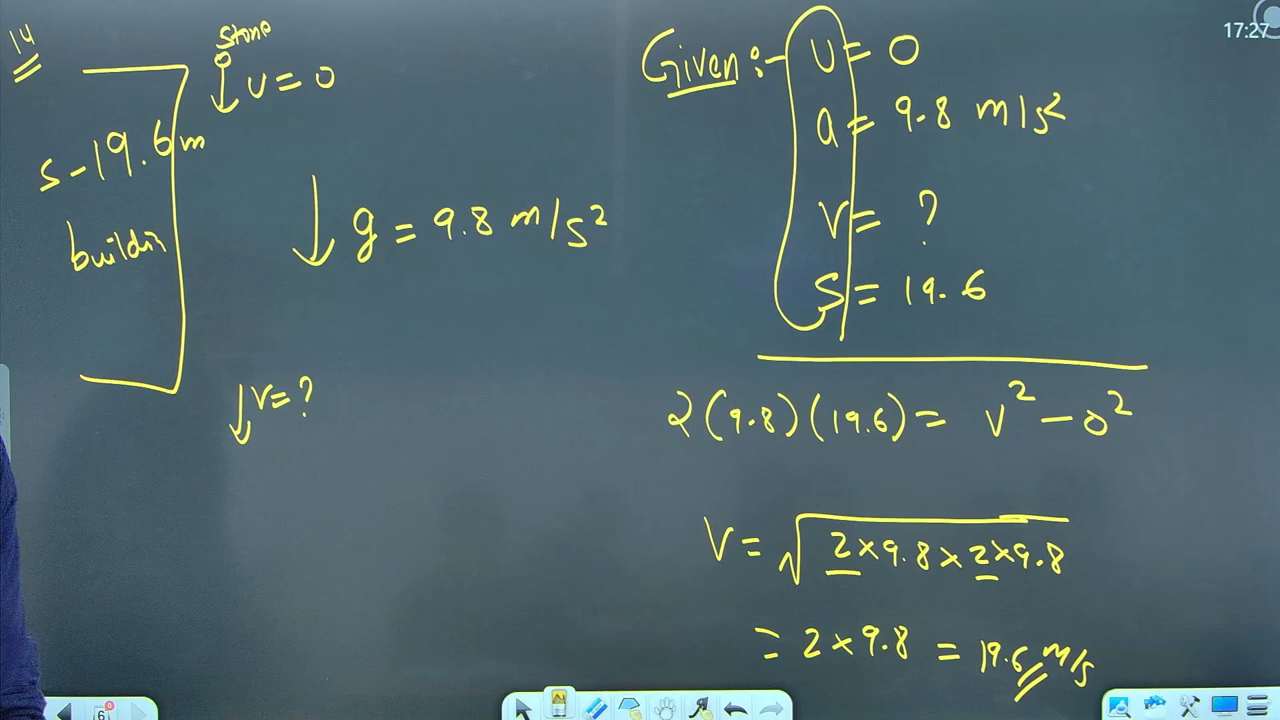 14
Stone
u = 0
s - 19.6 m
buildin
g = 9.8 m/s²
v = ?
Given :-
u = 0
a = 9.8 m/s²
v = ?
s = 19.6
2(9.8)(19.6) = v² - 0²
V = √2×9.8×2×9.8
= 2×9.8 = 19.6 m/s
17:27
6